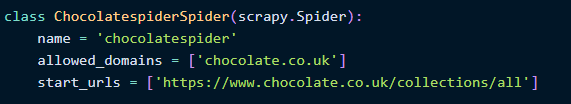 class ChocolatespiderSpider(scrapy.Spider):
    name = 'chocolatespider'
    allowed_domains = ['chocolate.co.uk']
    start_urls = ['https://www.chocolate.co.uk/collections/all']